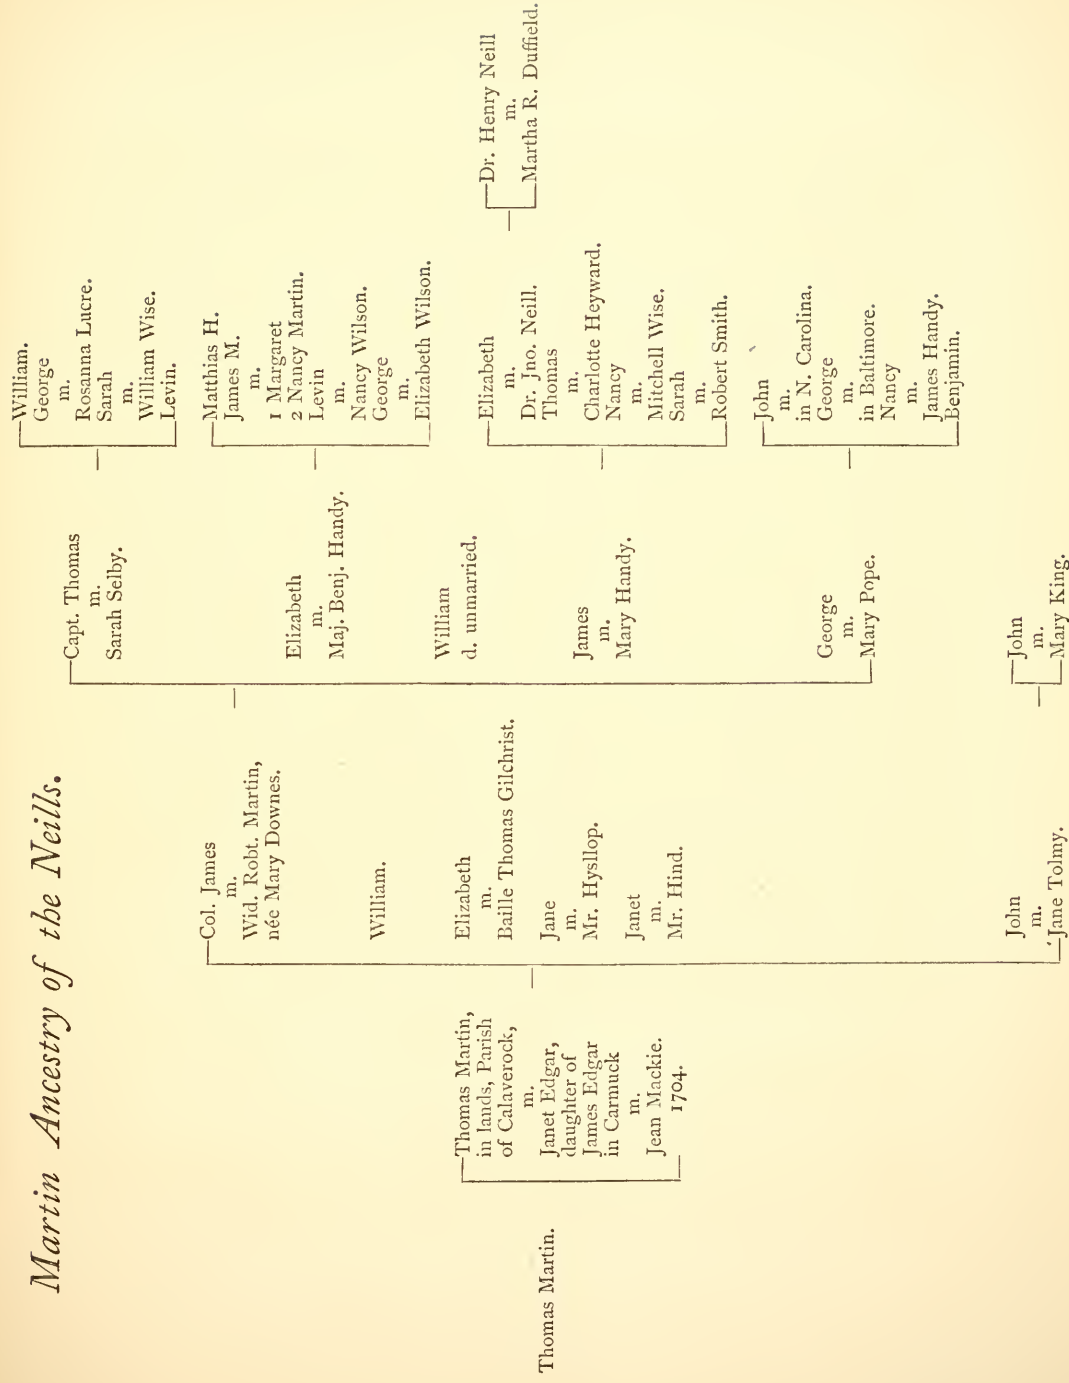 Martin Ancestry of the Neills.
Thomas Martin.
Thomas Martin,
in lands, Parish
of Calaverock,
m.
Janet Edgar,
daughter of
James Edgar
in Carmuck
m.
Jean Mackie.
1704.
Col. James
m.
Wid. Robt. Martin,
née Mary Downes.
William.
Elizabeth
m.
Baille Thomas Gilchrist.
Jane
m.
Mr. Hysllop.
Janet
m.
Mr. Hind.
John
m.
Jane Tolmy.
Capt. Thomas
m.
Sarah Selby.
Elizabeth
m.
Maj. Benj. Handy.
William
d. unmarried.
James
m.
Mary Handy.
George
m.
Mary Pope.
John
m.
Mary King.
William.
George
m.
Rosanna Lucre.
Sarah
m.
William Wise.
Levin.
Matthias H.
James M.
m.
1 Margaret
2 Nancy Martin.
Levin
m.
Nancy Wilson.
George
m.
Elizabeth Wilson.
Elizabeth
m.
Dr. Jno. Neill.
Thomas
m.
Charlotte Heyward.
Nancy
m.
Mitchell Wise.
Sarah
m.
Robert Smith.
John
m.
in N. Carolina.
George
m.
in Baltimore.
Nancy
m.
James Handy.
Benjamin.
Dr. Henry Neill
m.
Martha R. Duffield.